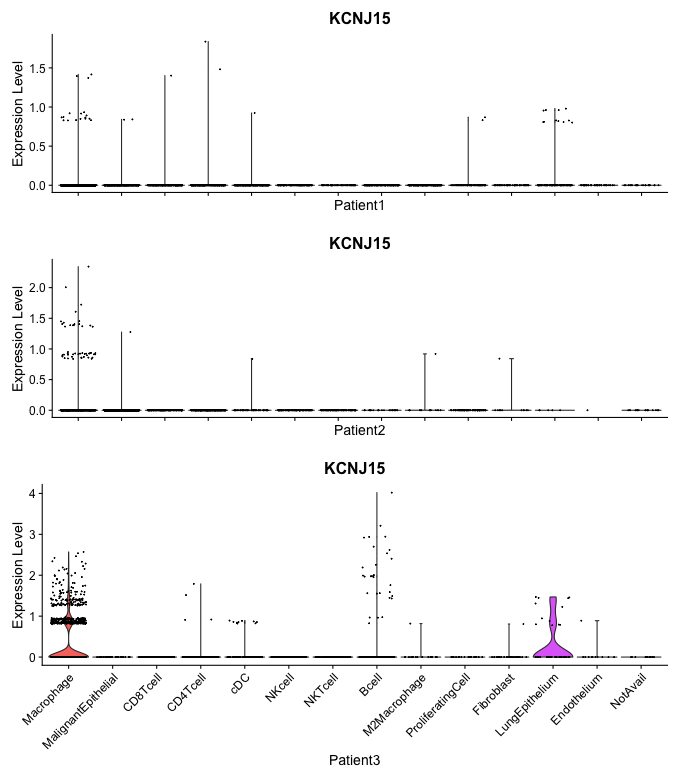 KCNJ15
Expression Level
1.5
1.0
0.5
0.0
Patient1
KCNJ15
Expression Level
2.0
1.5
1.0
0.5
0.0
Patient2
KCNJ15
Expression Level
4
3
2
1
0
Macrophage
MalignantEpithelial
CD8Tcell
CD4Tcell
cDC
NKcell
NKTcell
Bcell
M2Macrophage
ProliferatingCell
Fibroblast
LungEpithelium
Endothelium
NotAvail
Patient3